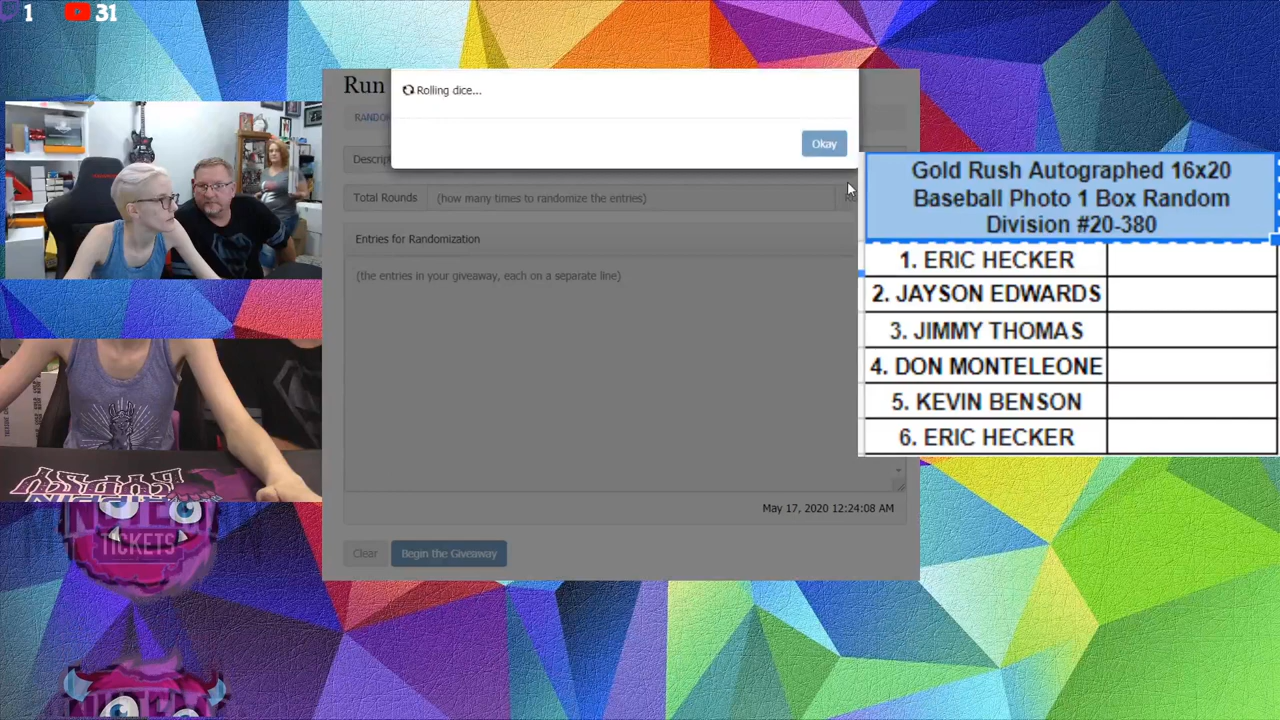 1 31
Run
Rolling dice...
Okay
Total Rounds (how many times to randomize the entries)
Entries for Randomization
(the entries in your giveaway, each on a separate line)
May 17, 2020 12:24:08 AM
Clear Begin the Giveaway
Gold Rush Autographed 16x20
Baseball Photo 1 Box Random
Division #20-380
1. ERIC HECKER
2. JAYSON EDWARDS
3. JIMMY THOMAS
4. DON MONTELEONE
5. KEVIN BENSON
6. ERIC HECKER
TICKETS